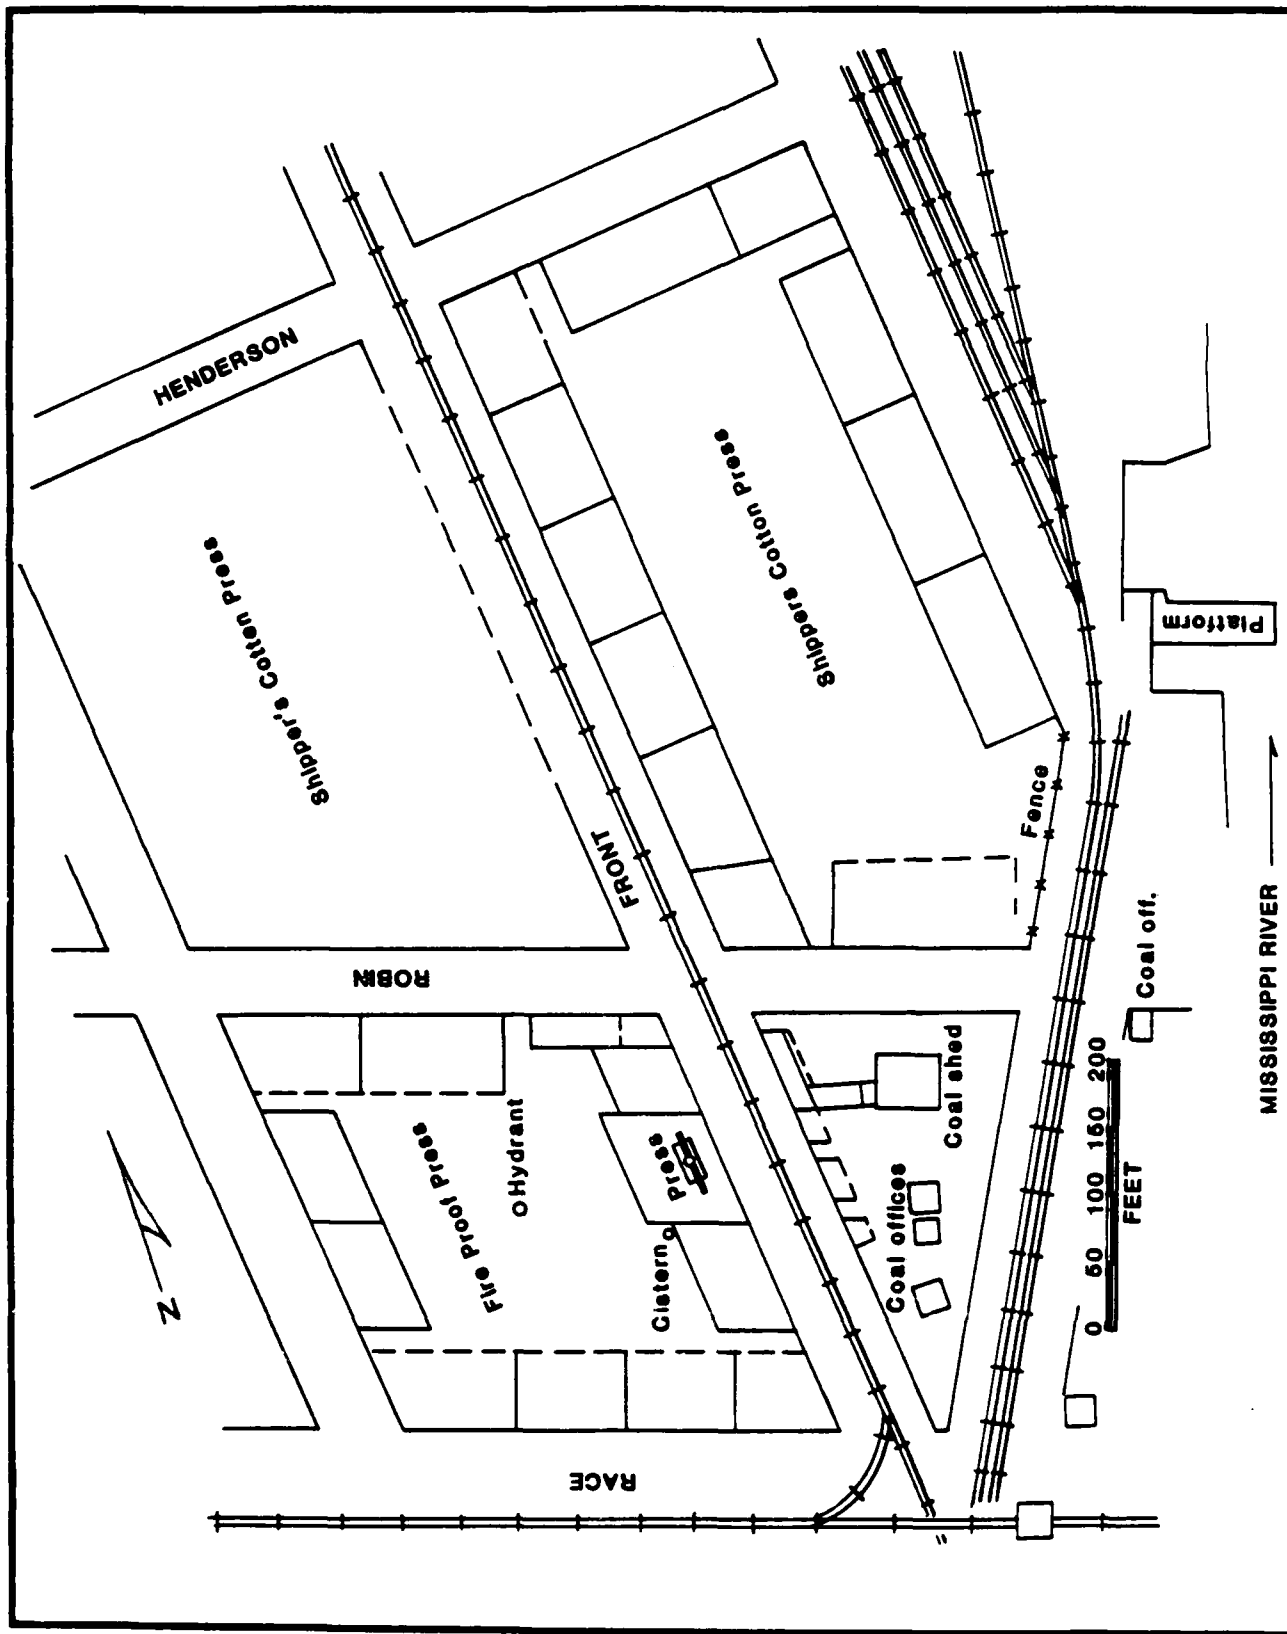 HENDERSON
Shipper's Cotton Press
Shippers Cotton Press
Platform
FRONT
Fence
ROBIN
Coal off.
MISSISSIPPI RIVER
Fire Proof Press
Hydrant
Press
Cistern
Coal shed
Coal offices
0 50 100 150 200
FEET
N
RACE